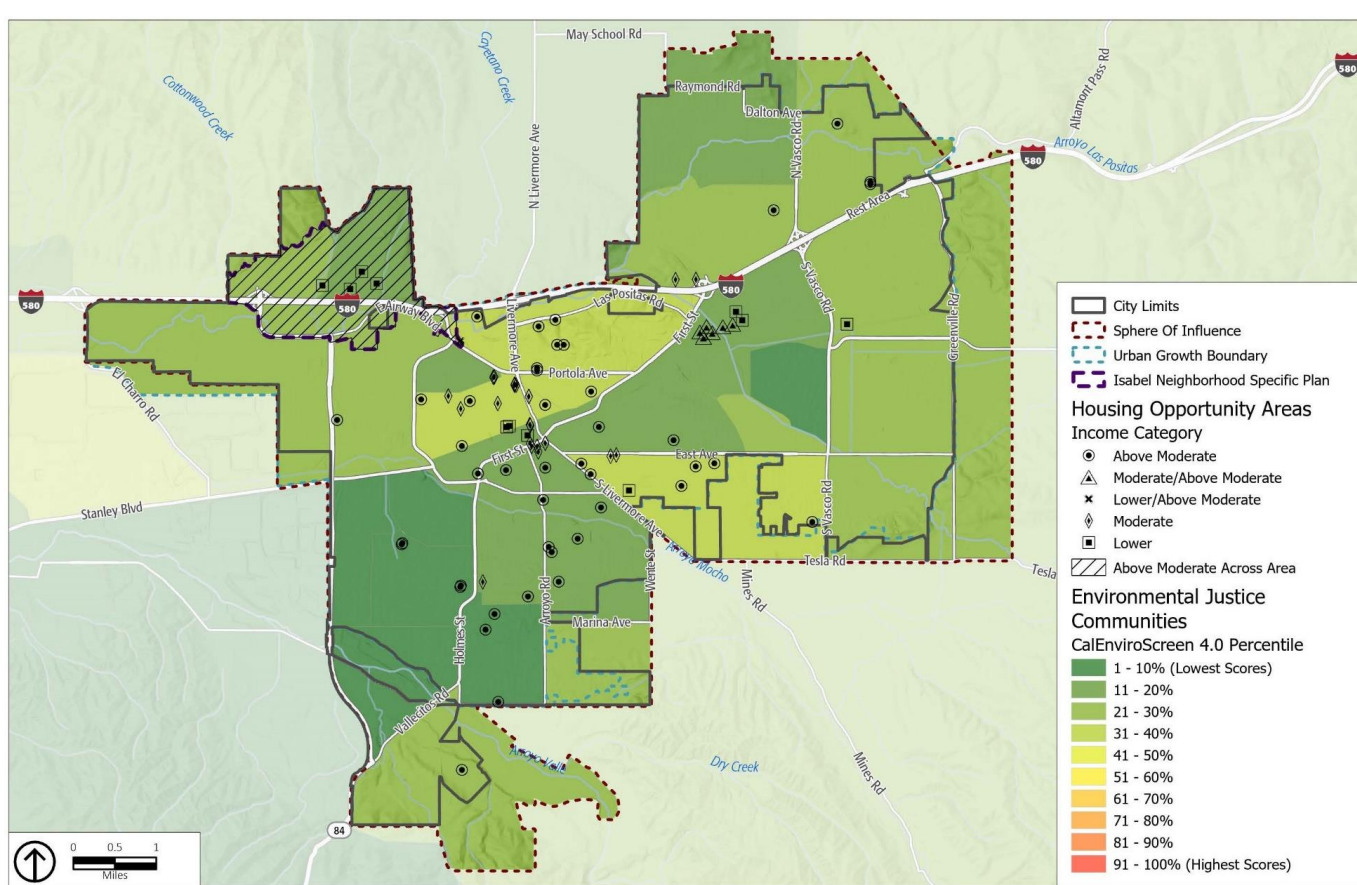 May School Rd
Cayetano Creek
Cottonwood Creek
N Livermore Ave
Raymond Rd
Dalton Ave
N Vasco Rd
Altamont Pass Rd
580
Arroyo Las Positas
580
Rest Area
580
580
580
E Airway Blvd
Livermore Ave
Las Positas Rd
First St
S Vasco Rd
Greenville Rd
El Charro Rd
Portola Ave
First St
East Ave
Stanley Blvd
S Livermore Ave
S Vasco Rd
Arroyo Mocho
Tesla Rd
Tesla
Wente St
Mines Rd
Holmes St
Arroyo Rd
Marina Ave
Vallecitos Rd
Arroyo Valle
Dry Creek
Mines Rd
84
0 0.5 1
Miles
City Limits
Sphere Of Influence
Urban Growth Boundary
Isabel Neighborhood Specific Plan
Housing Opportunity Areas
Income Category
Above Moderate
Moderate/Above Moderate
Lower/Above Moderate
Moderate
Lower
Above Moderate Across Area
Environmental Justice
Communities
CalEnviroScreen 4.0 Percentile
1 - 10% (Lowest Scores)
11 - 20%
21 - 30%
31 - 40%
41 - 50%
51 - 60%
61 - 70%
71 - 80%
81 - 90%
91 - 100% (Highest Scores)